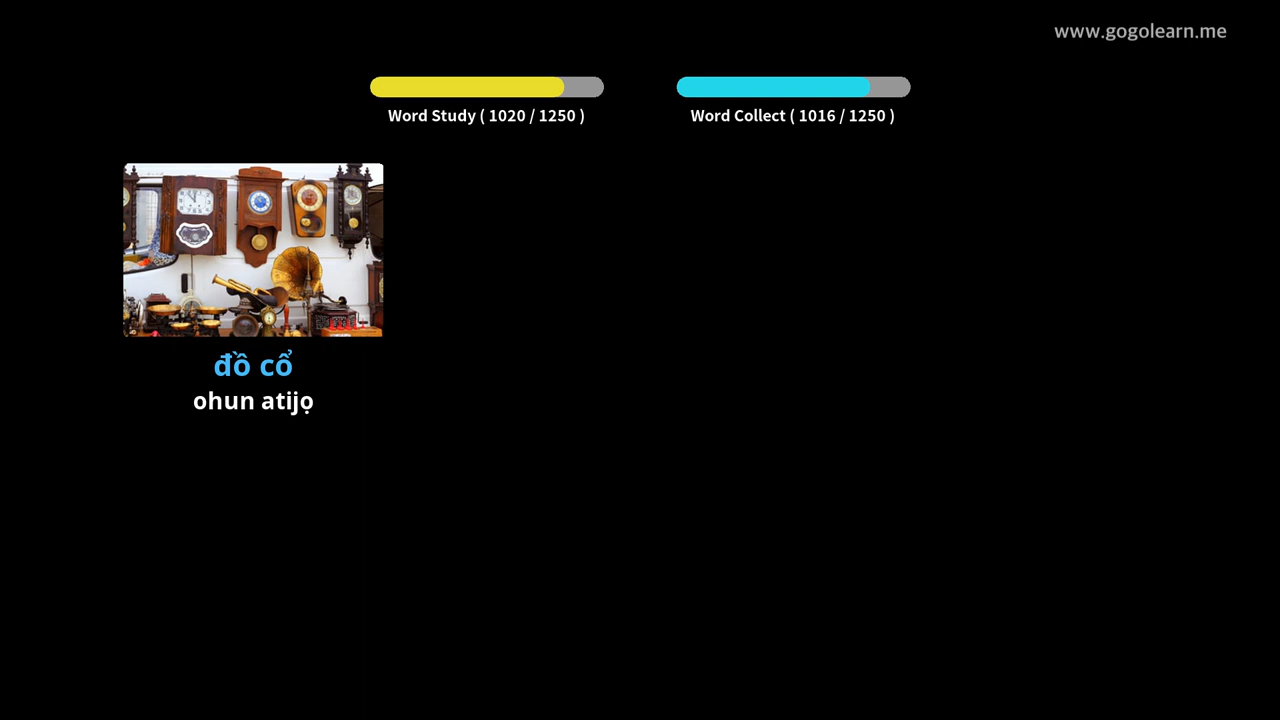 www.gogolearn.me
Word Study ( 1020 / 1250 )
Word Collect ( 1016 / 1250 )
đồ cổ
ohun atijọ